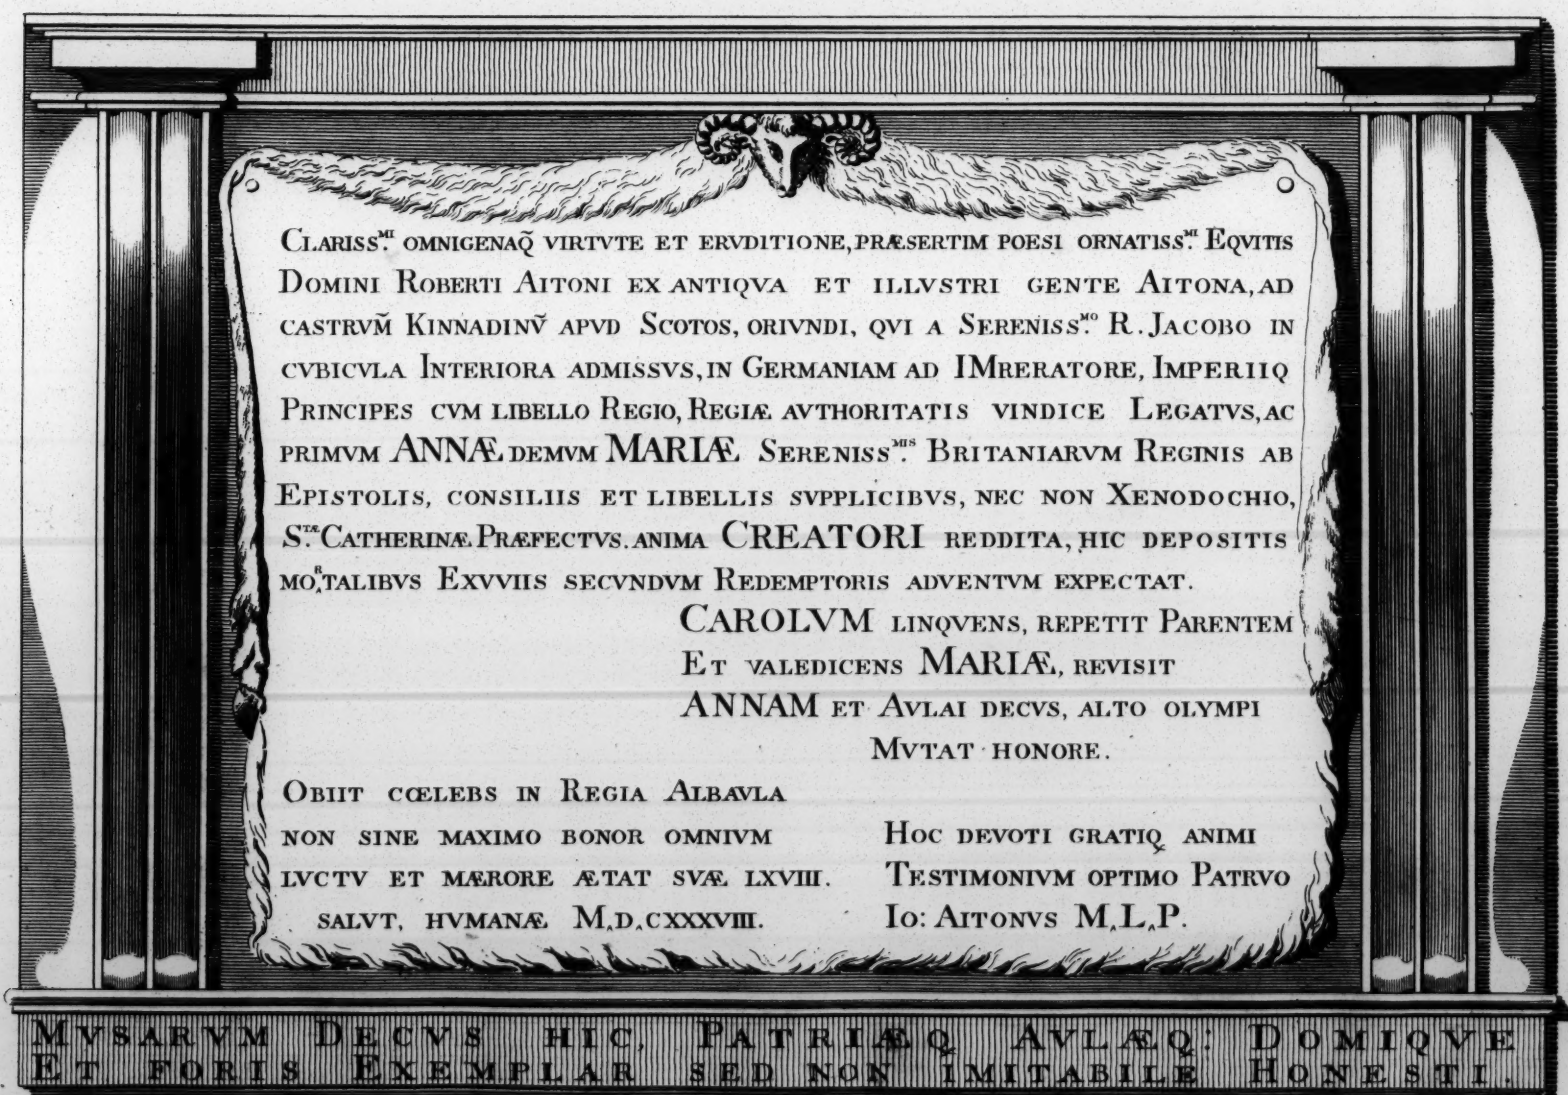 CLARISS.ᴹᴵ OMNIGENAQ̃ VIRTVTE ET ERVDITIONE, PRÆSERTIM POESI ORNATISS.ᴹᴵ EQVITIS
DOMINI ROBERTI AITONI EX ANTIQVA ET ILLVSTRI GENTE AITONA, AD
CASTRVM̃ KINNADINṼ APVD SCOTOS, ORIVNDI, QVI A SERENISS.ᴹᴼ R. JACOBO IN
CVBICVLA INTERIORA ADMISSVS, IN GERMANIAM AD IMRERATORE, IMPERIIQ
PRINCIPES CVM LIBELLO REGIO, REGIÆ AVTHORITATIS VINDICE LEGATVS, AC
PRIMVM ANNÆ DEMVM MARIÆ SERENISS.ᴹᴵˢ BRITANIARVM REGINIS AB
EPISTOLIS, CONSILIIS ET LIBELLIS SVPPLICIBVS, NEC NON XENODOCHIO,
S.ᵀᴬᴱ CATHERINÆ PRÆFECTVS. ANIMA CREATORI REDDITA, HIC DEPOSITIS
MO‸ᴿTALIBVS EXVVIIS SECVNDVM REDEMPTORIS ADVENTVM EXPECTAT.
CAROLVM LINQVENS, REPETIT PARENTEM
ET VALEDICENS MARIÆ, REVISIT
ANNAM ET AVLAI DECVS, ALTO OLYMPI
MVTAT HONORE.
OBIIT CŒLEBS IN REGIA ALBAVLA
NON SINE MAXIMO BONOR OMNIVM
LVCTV ET MÆRORE ÆTAT SVÆ LXVIII.
SALVT, HVMANÆ M.D.CXXXVIII.
HOC DEVOTI GRATIQ ANIMI
TESTIMONIVM OPTIMO PATRVO
IO: AITONVS M.L.P.
MVSARVM DECVS HIC, PATRIÆQ AVLÆQ: DOMIQVE
ET FORIS EXEMPLAR SED NON IMITABILE HONESTI.